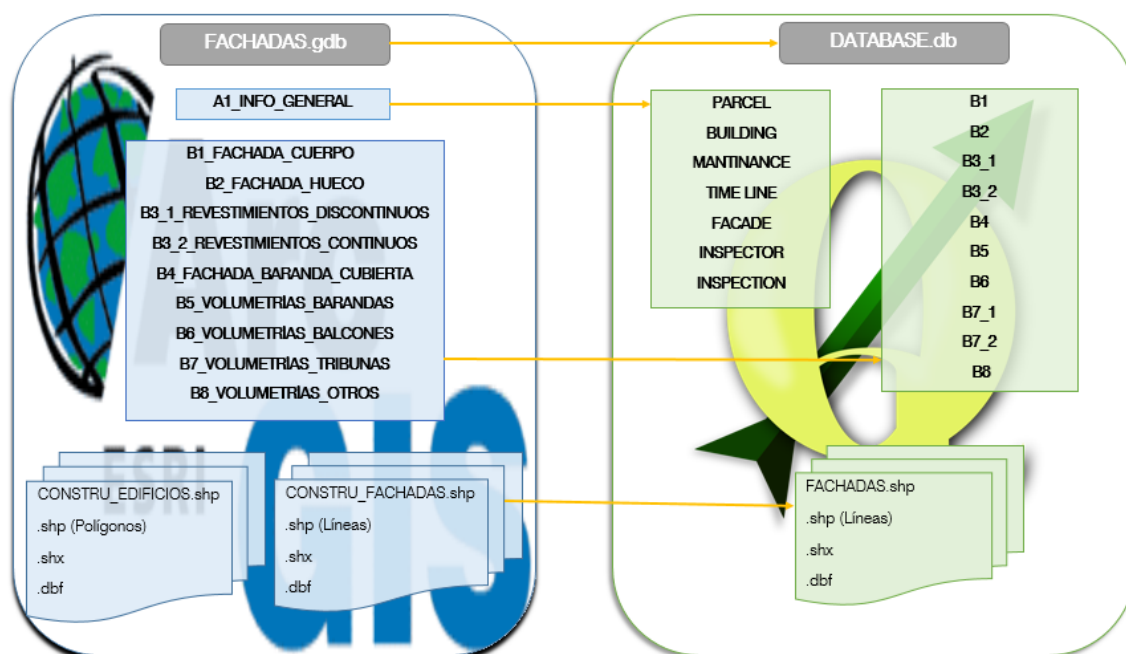 FACHADAS.gdb
A1_INFO_GENERAL
B1_FACHADA_CUERPO
B2_FACHADA_HUECO
B3_1_REVESTIMIENTOS_DISCONTINUOS
B3_2_REVESTIMIENTOS_CONTINUOS
B4_FACHADA_BARANDA_CUBIERTA
B5_VOLUMETRÍAS_BARANDAS
B6_VOLUMETRÍAS_BALCONES
B7_VOLUMETRÍAS_TRIBUNAS
B8_VOLUMETRÍAS_OTROS
Arc
GIS
ESRI
CONSTRU_EDIFICIOS.shp
.shp (Polígonos)
.shx
.dbf
CONSTRU_FACHADAS.shp
.shp (Líneas)
.shx
.dbf
DATABASE.db
PARCEL
BUILDING
MANTINANCE
TIME LINE
FAÇADE
INSPECTOR
INSPECTION
B1
B2
B3_1
B3_2
B4
B5
B6
B7_1
B7_2
B8
FACHADAS.shp
.shp (Líneas)
.shx
.dbf